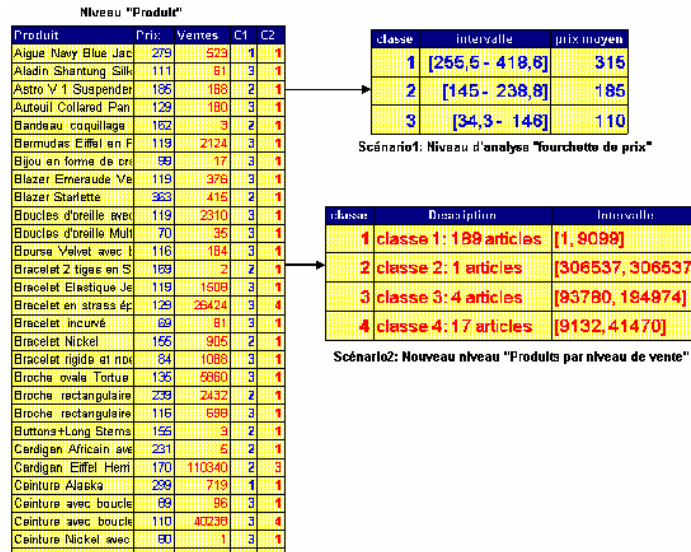 Niveau "Produit"
Produit Prix Ventes C1 C2
Aigue Navy Blue Jac 279 523 1 1
Aladin Shantung Silk 111 61 3 1
Astro V 1 Suspender 185 168 2 1
Auteuil Collared Pan 129 180 3 1
Bandeau coquillage 162 3 2 1
Bermudas Eiffel en F 119 2124 3 1
Bijou en forme de cra 99 17 3 1
Blazer Emeraude Ve 119 376 3 1
Blazer Starlette 363 415 2 1
Boucles d'oreille avec 119 2310 3 1
Boucles d'oreille Mult 70 35 3 1
Bourse Velvet avec b 116 184 3 1
Bracelet 2 tiges en S 169 2 2 1
Bracelet Elastique Je 119 1508 3 1
Bracelet en strass ép 129 26424 3 4
Bracelet incurvé 69 81 3 1
Bracelet Nickel 155 905 2 1
Bracelet rigide et 84 1088 3 1
Broche ovale Tortue 135 5860 3 1
Broche rectangulaire 239 2432 2 1
Broche rectangulaire 116 698 3 1
Buttons+Long Stems 155 3 2 1
Cardigan Africain ave 231 5 2 1
Cardigan Eiffel Herri 170 110340 2 3
Ceinture Alaska 299 719 1 1
Ceinture avec boucle 89 96 3 1
Ceinture avec boucle 110 40238 3 4
Ceinture Nickel avec 80 1 3 1
classe intervalle prix moyen
1 [255,5 - 418,6] 315
2 [145 - 238,8] 185
3 [34,3 - 146] 110
Scénario1: Niveau d'analyse "fourchette de prix"
classe Description Intervalle
1 classe 1: 189 articles [1, 9099]
2 classe 2: 1 articles [306537, 306537
3 classe 3: 4 articles [93780, 194974]
4 classe 4: 17 articles [9132, 41470]
Scénario2: Nouveau niveau "Produits par niveau de vente"